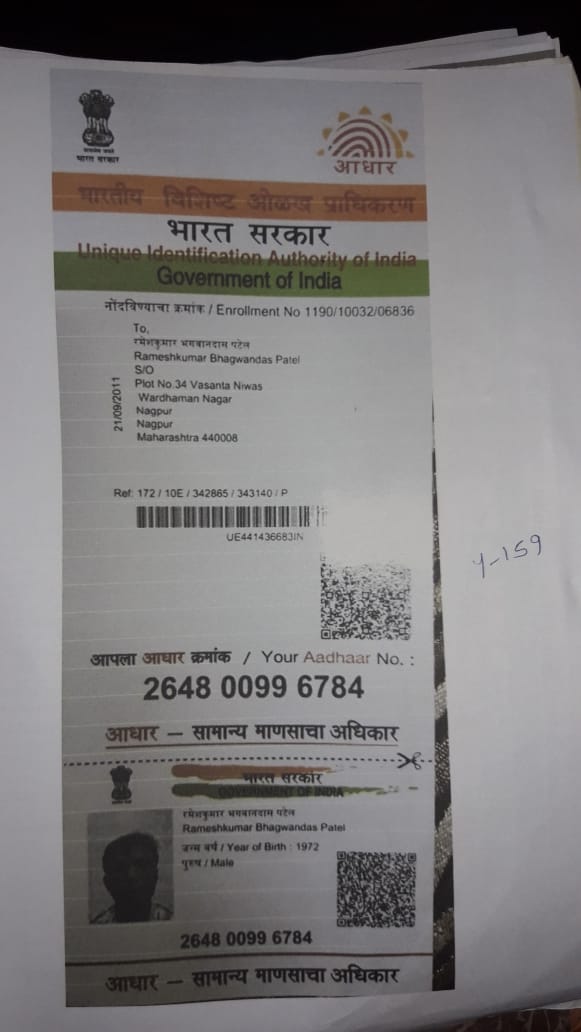 सत्यमेव जयते
भारत सरकार
आधार
भारतीय विशिष्ट ओळख प्राधिकरण
भारत सरकार
Unique Identification Authority of India
Government of India
नोंदविण्याचा क्रमांक / Enrollment No 1190/10032/06836
To,
रमेशकुमार भगवानदास पटेल
Rameshkumar Bhagwandas Patel
S/O
Plot No.34 Vasanta Niwas
Wardhaman Nagar
Nagpur
Nagpur
Maharashtra 440008
21/09/2011
Ref: 172 / 10E / 342865 / 343140 / P
UE441436683IN
Y-159
आपला आधार क्रमांक / Your Aadhaar No. :
2648 0099 6784
आधार — सामान्य माणसाचा अधिकार
भारत सरकार
GOVERNMENT OF INDIA
रमेशकुमार भगवानदास पटेल
Rameshkumar Bhagwandas Patel
जन्म वर्ष / Year of Birth : 1972
पुरुष / Male
2648 0099 6784
आधार — सामान्य माणसाचा अधिकार